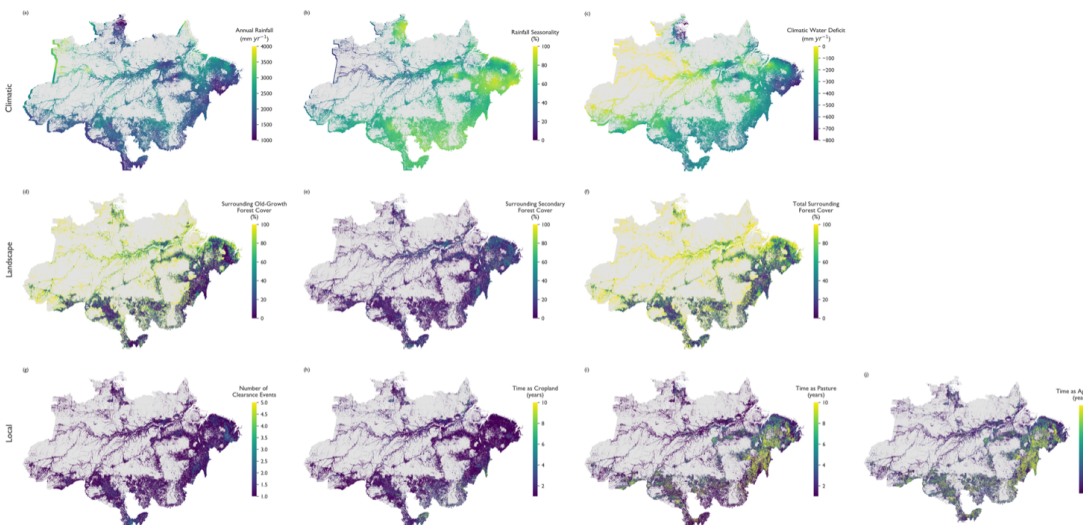 (a)
Annual Rainfall
(mm yr⁻¹)
4000
3500
3000
2500
2000
1500
1000
(b)
Rainfall Seasonality
(%)
100
80
60
40
20
0
(c)
Climatic Water Deficit
(mm yr⁻¹)
0
−100
−200
−300
−400
−500
−600
−700
−800
Climatic
(d)
Surrounding Old-Growth
Forest Cover
(%)
100
80
60
40
20
0
(e)
Surrounding Secondary
Forest Cover
(%)
100
80
60
40
20
0
(f)
Total Surrounding
Forest Cover
(%)
100
80
60
40
20
0
Landscape
(g)
Number of
Clearance Events
5.0
4.5
4.0
3.5
3.0
2.5
2.0
1.5
1.0
(h)
Time as Cropland
(years)
10
8
6
4
2
(i)
Time as Pasture
(years)
10
8
6
4
2
(j)
Time as
Local